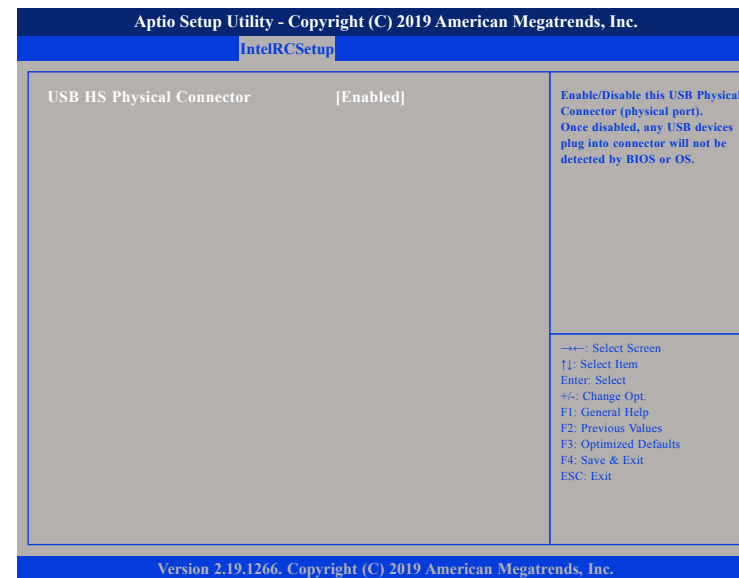 Aptio Setup Utility - Copyright (C) 2019 American Megatrends, Inc.
IntelRCSetup
USB HS Physical Connector [Enabled]
Enable/Disable this USB Physical
Connector (physical port).
Once disabled, any USB devices
plug into connector will not be
detected by BIOS or OS.
→←: Select Screen
↑↓: Select Item
Enter: Select
+/-: Change Opt.
F1: General Help
F2: Previous Values
F3: Optimized Defaults
F4: Save & Exit
ESC: Exit
Version 2.19.1266. Copyright (C) 2019 American Megatrends, Inc.